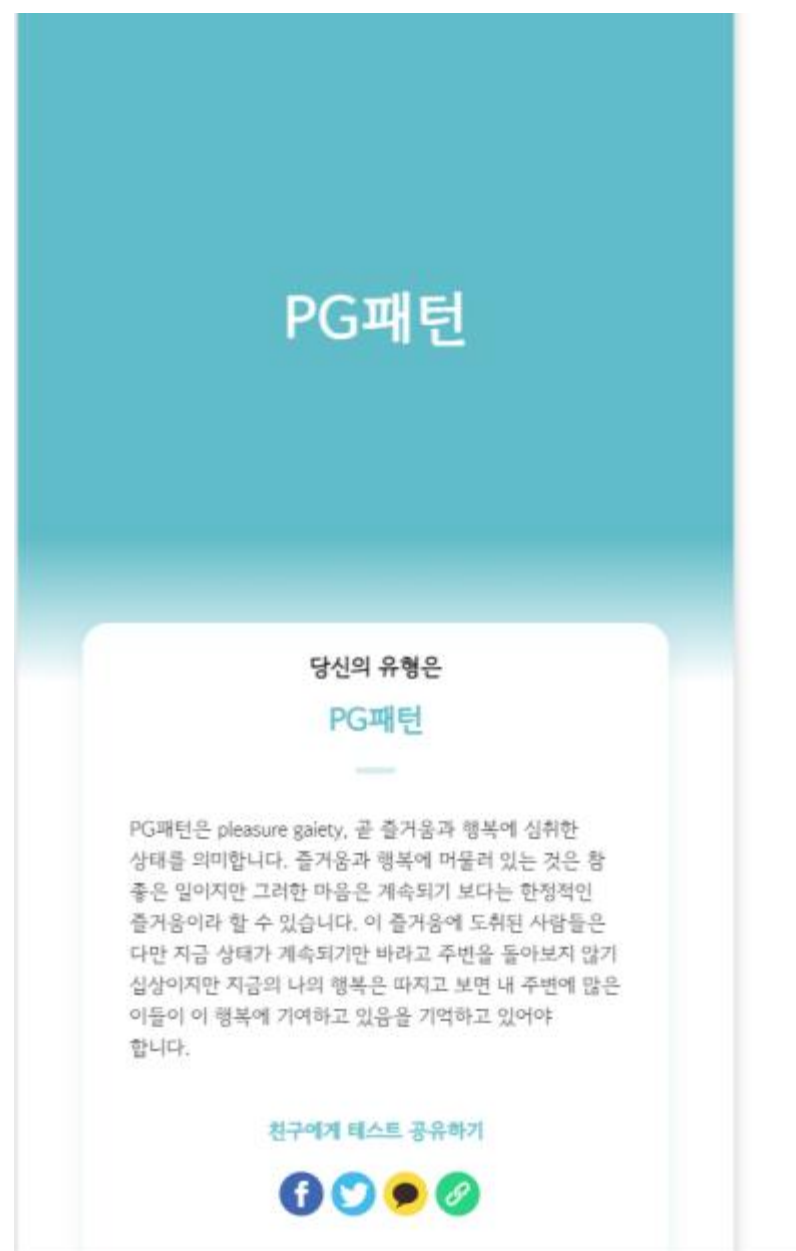 PG패턴
당신의 유형은
PG패턴
PG패턴은 pleasure gaiety, 곧 즐거움과 행복에 심취한
상태를 의미합니다. 즐거움과 행복에 머물러 있는 것은 참
좋은 일이지만 그러한 마음은 계속되기 보다는 한정적인
즐거움이라 할 수 있습니다. 이 즐거움에 도취된 사람들은
다만 지금 상태가 계속되기만 바라고 주변을 돌아보지 않기
십상이지만 지금의 나의 행복은 따지고 보면 내 주변에 많은
이들이 이 행복에 기여하고 있음을 기억하고 있어야
합니다.
친구에게 테스트 공유하기